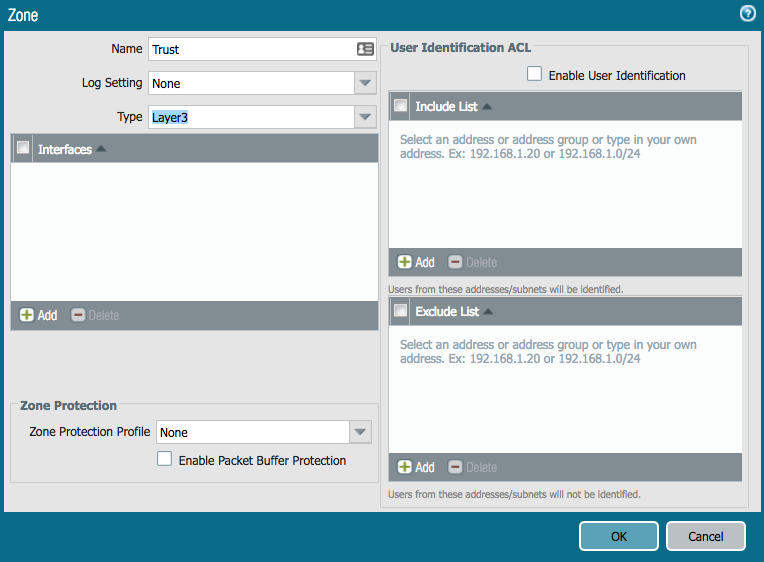 Zone
Name
Trust
Log Setting
None
Type
Layer3
Interfaces
Add
Delete
Zone Protection
Zone Protection Profile
None
Enable Packet Buffer Protection
User Identification ACL
Enable User Identification
Include List
Select an address or address group or type in your own
address. Ex: 192.168.1.20 or 192.168.1.0/24
Add
Delete
Users from these addresses/subnets will be identified.
Exclude List
Select an address or address group or type in your own
address. Ex: 192.168.1.20 or 192.168.1.0/24
Add
Delete
Users from these addresses/subnets will not be identified.
OK
Cancel